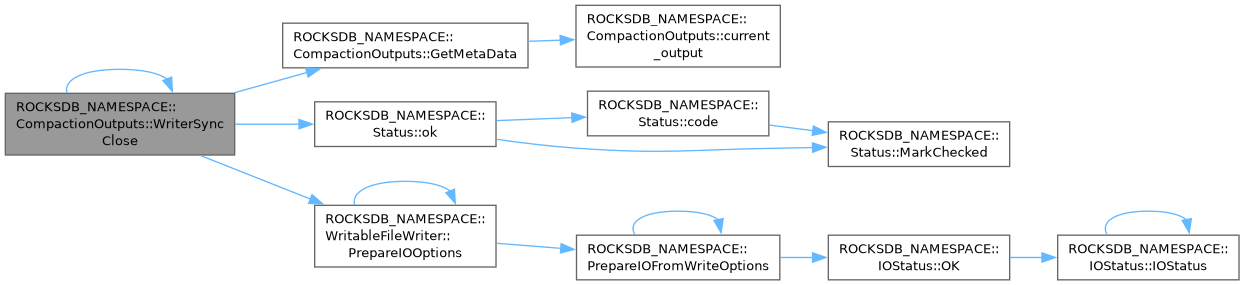 ROCKSDB_NAMESPACE::
CompactionOutputs::WriterSync
Close
ROCKSDB_NAMESPACE::
CompactionOutputs::GetMetaData
ROCKSDB_NAMESPACE::
CompactionOutputs::current
_output
ROCKSDB_NAMESPACE::
Status::ok
ROCKSDB_NAMESPACE::
Status::code
ROCKSDB_NAMESPACE::
Status::MarkChecked
ROCKSDB_NAMESPACE::
WritableFileWriter::
PrepareIOOptions
ROCKSDB_NAMESPACE::
PrepareIOFromWriteOptions
ROCKSDB_NAMESPACE::
IOStatus::OK
ROCKSDB_NAMESPACE::
IOStatus::IOStatus